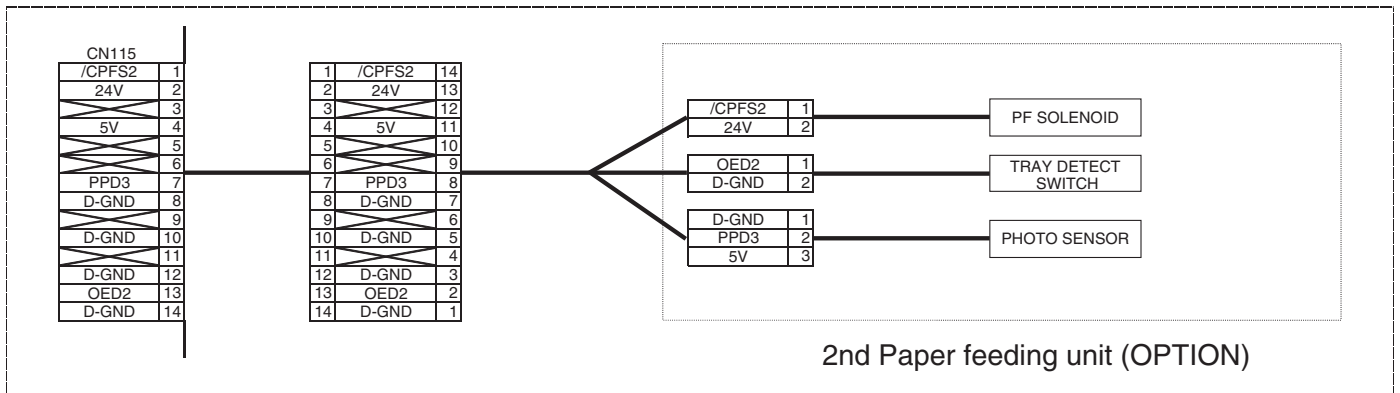 CN115
/CPFS2 1
24V 2
3
5V 4
5
6
PPD3 7
D-GND 8
9
D-GND 10
11
D-GND 12
OED2 13
D-GND 14
1 /CPFS2 14
2 24V 13
3 12
4 5V 11
5 10
6 9
7 PPD3 8
8 D-GND 7
9 6
10 D-GND 5
11 4
12 D-GND 3
13 OED2 2
14 D-GND 1
/CPFS2 1
24V 2
PF SOLENOID
OED2 1
D-GND 2
TRAY DETECT
SWITCH
D-GND 1
PPD3 2
5V 3
PHOTO SENSOR
2nd Paper feeding unit (OPTION)